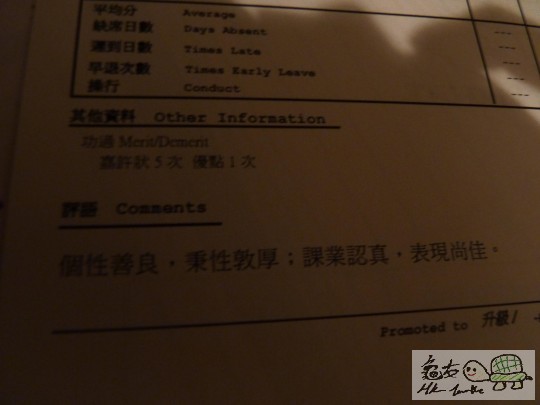 平均分 Average
缺席日數 Days Absent ---
遲到日數 Times Late ---
早退次數 Times Early Leave ---
操行 Conduct ---
其他資料 Other Information
功過 Merit/Demerit
嘉許狀 5 次 優點 1 次
評語 Comments
個性善良，秉性敦厚；課業認真，表現尚佳。
Promoted to 升級/